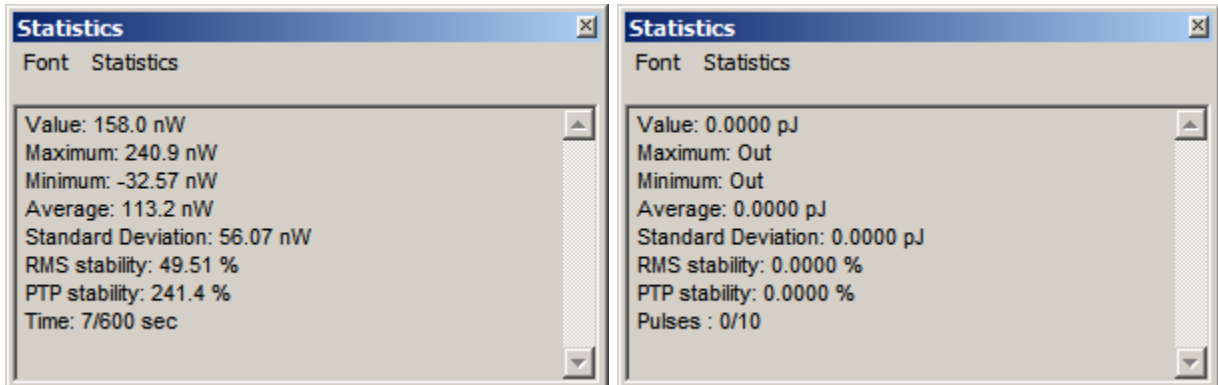 Statistics
Font Statistics
Value: 158.0 nW
Maximum: 240.9 nW
Minimum: -32.57 nW
Average: 113.2 nW
Standard Deviation: 56.07 nW
RMS stability: 49.51 %
PTP stability: 241.4 %
Time: 7/600 sec
Statistics
Font Statistics
Value: 0.0000 pJ
Maximum: Out
Minimum: Out
Average: 0.0000 pJ
Standard Deviation: 0.0000 pJ
RMS stability: 0.0000 %
PTP stability: 0.0000 %
Pulses : 0/10